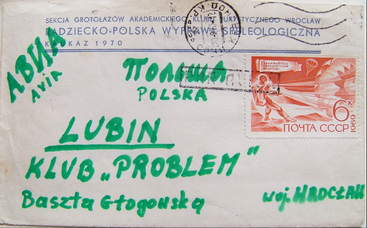 SEKCJA GROTOŁAZÓW AKADEMICKIEGO KLUBU TURYSTYCZNEGO WROCŁAW
RADZIECKO-POLSKA WYPRAWA SPELEOLOGICZNA
KAUKAZ 1970
АВИА
Avia
Польша
POLSKA
LUBIN
KLUB „PROBLEM”
Baszta Głogowska
woj. WROCŁAW
6к
1969
ПОЧТА СССР